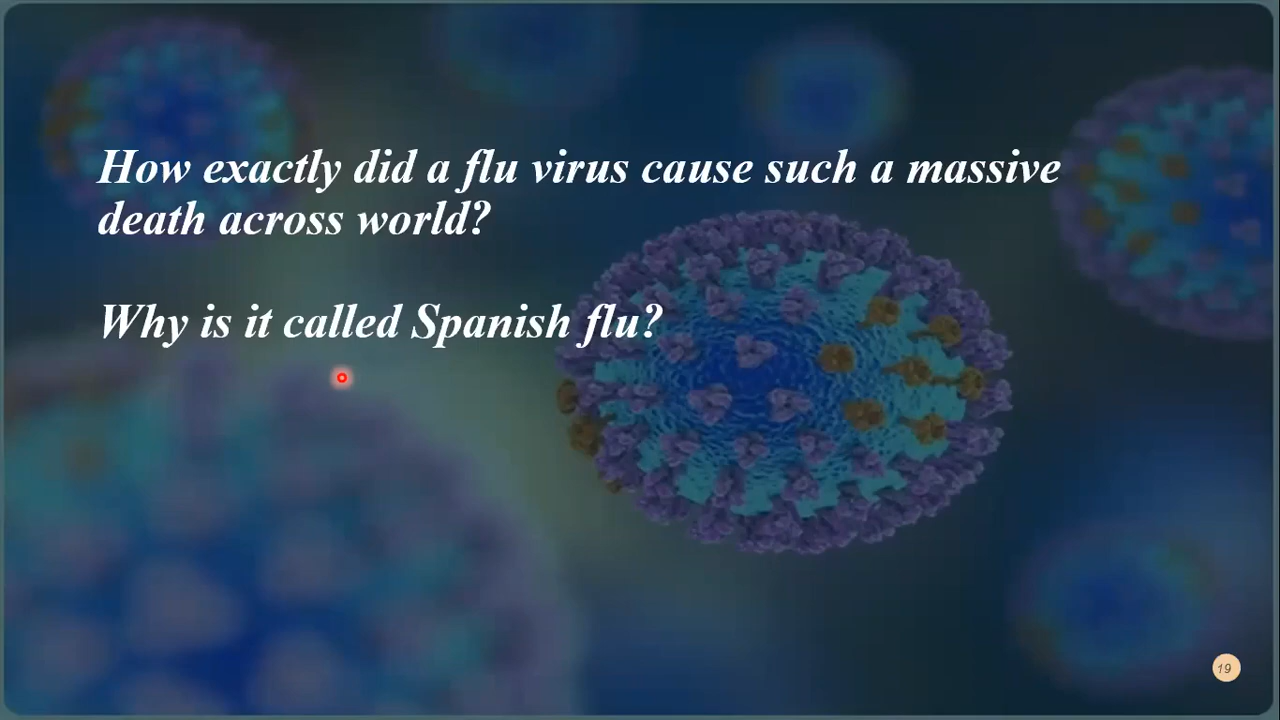 How exactly did a flu virus cause such a massive
death across world?
Why is it called Spanish flu?
19